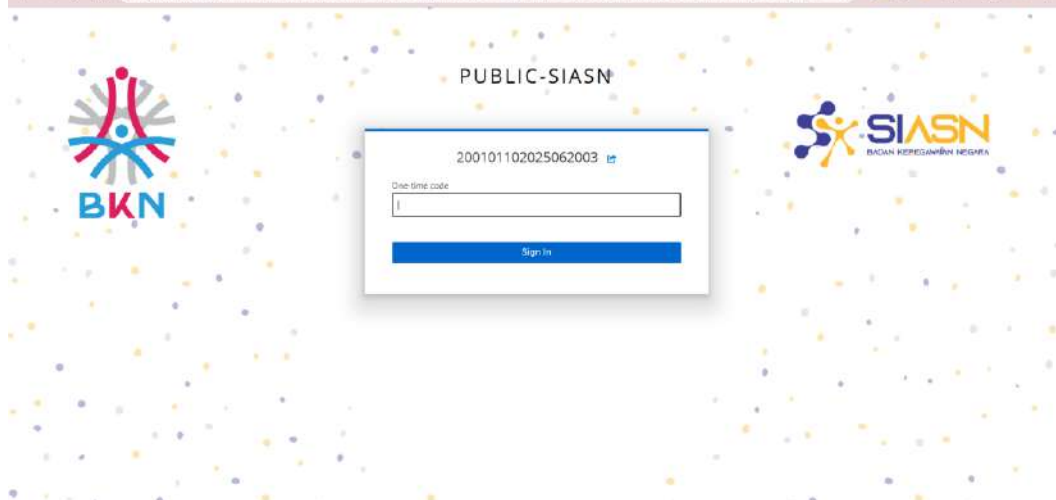 PUBLIC-SIASN
BKN
SIASN
BADAN KEPEGAWAIAN NEGARA
200101102025062003
One-time code
Sign In